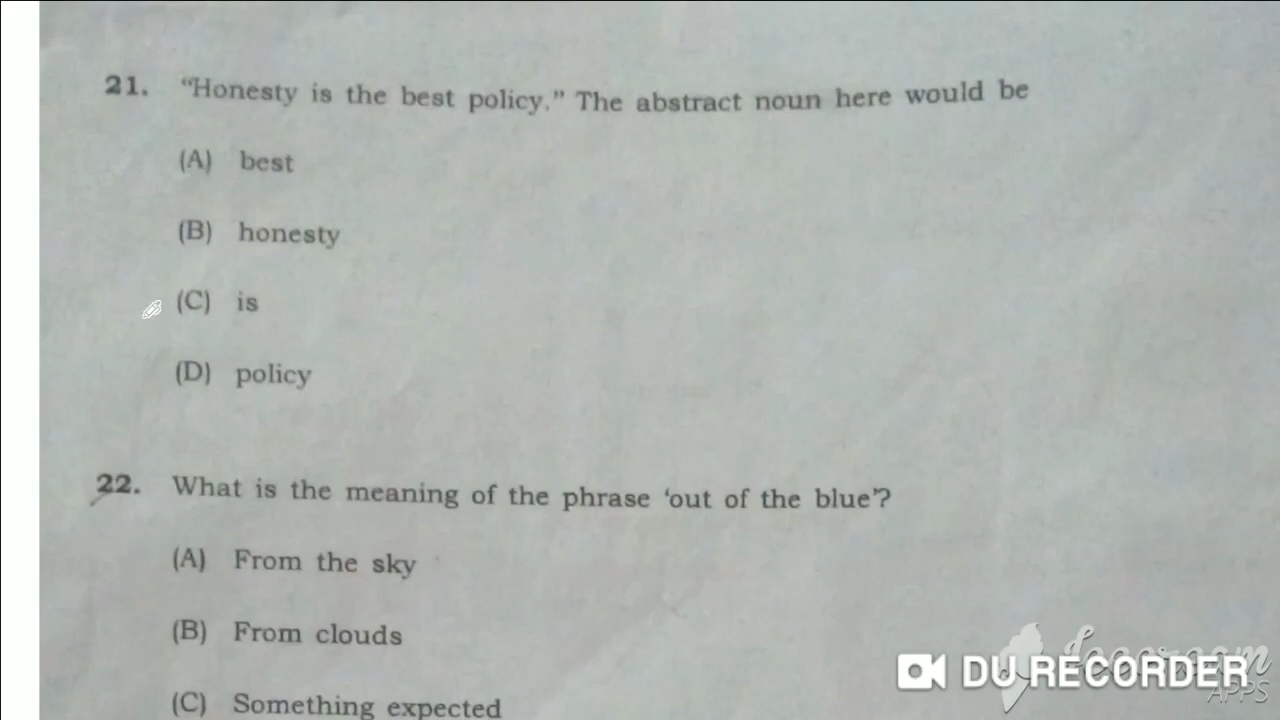 21. "Honesty is the best policy." The abstract noun here would be
(A) best
(B) honesty
(C) is
(D) policy
22. What is the meaning of the phrase 'out of the blue'?
(A) From the sky
(B) From clouds
(C) Something expected
DU RECORDER
APPS